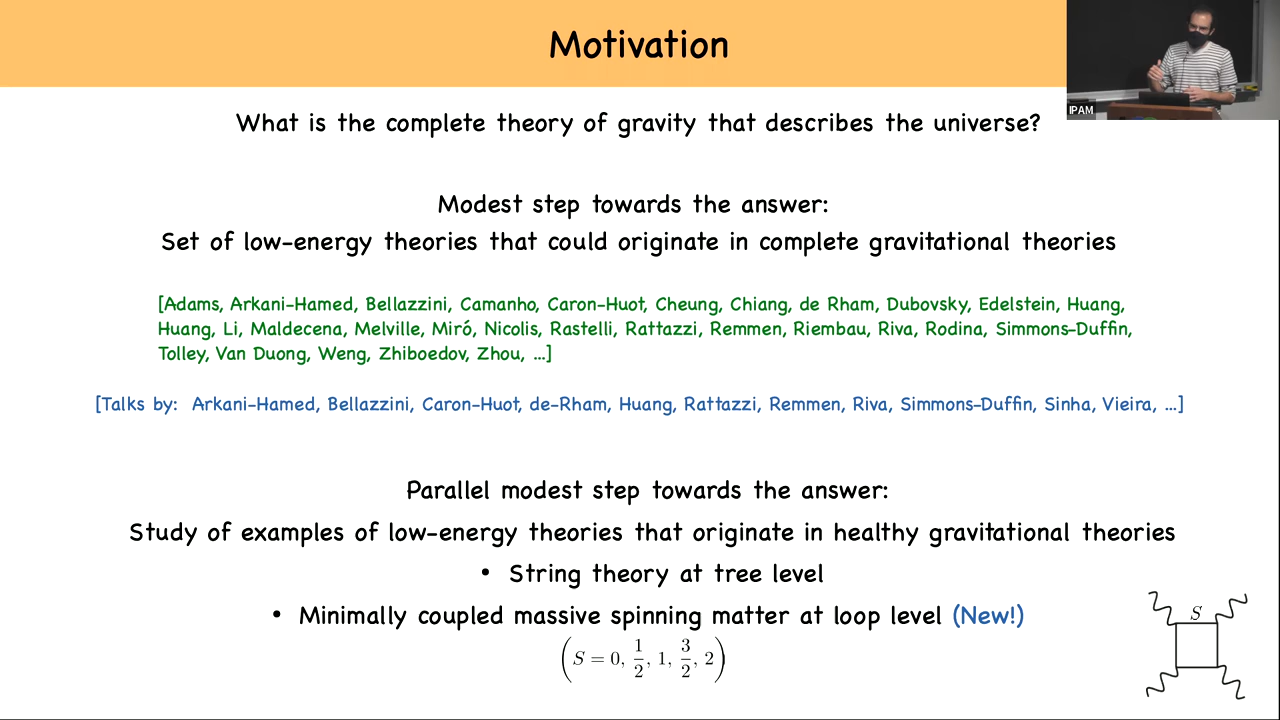 Motivation
IPAM
What is the complete theory of gravity that describes the universe?
Modest step towards the answer:
Set of low-energy theories that could originate in complete gravitational theories
[Adams, Arkani-Hamed, Bellazzini, Camanho, Caron-Huot, Cheung, Chiang, de Rham, Dubovsky, Edelstein, Huang,
Huang, Li, Maldecena, Melville, Miró, Nicolis, Rastelli, Rattazzi, Remmen, Riembau, Riva, Rodina, Simmons-Duffin,
Tolley, Van Duong, Weng, Zhiboedov, Zhou, ...]
[Talks by: Arkani-Hamed, Bellazzini, Caron-Huot, de-Rham, Huang, Rattazzi, Remmen, Riva, Simmons-Duffin, Sinha, Vieira, ...]
Parallel modest step towards the answer:
Study of examples of low-energy theories that originate in healthy gravitational theories
• String theory at tree level
• Minimally coupled massive spinning matter at loop level (New!)
(S = 0, 1/2, 1, 3/2, 2)
S